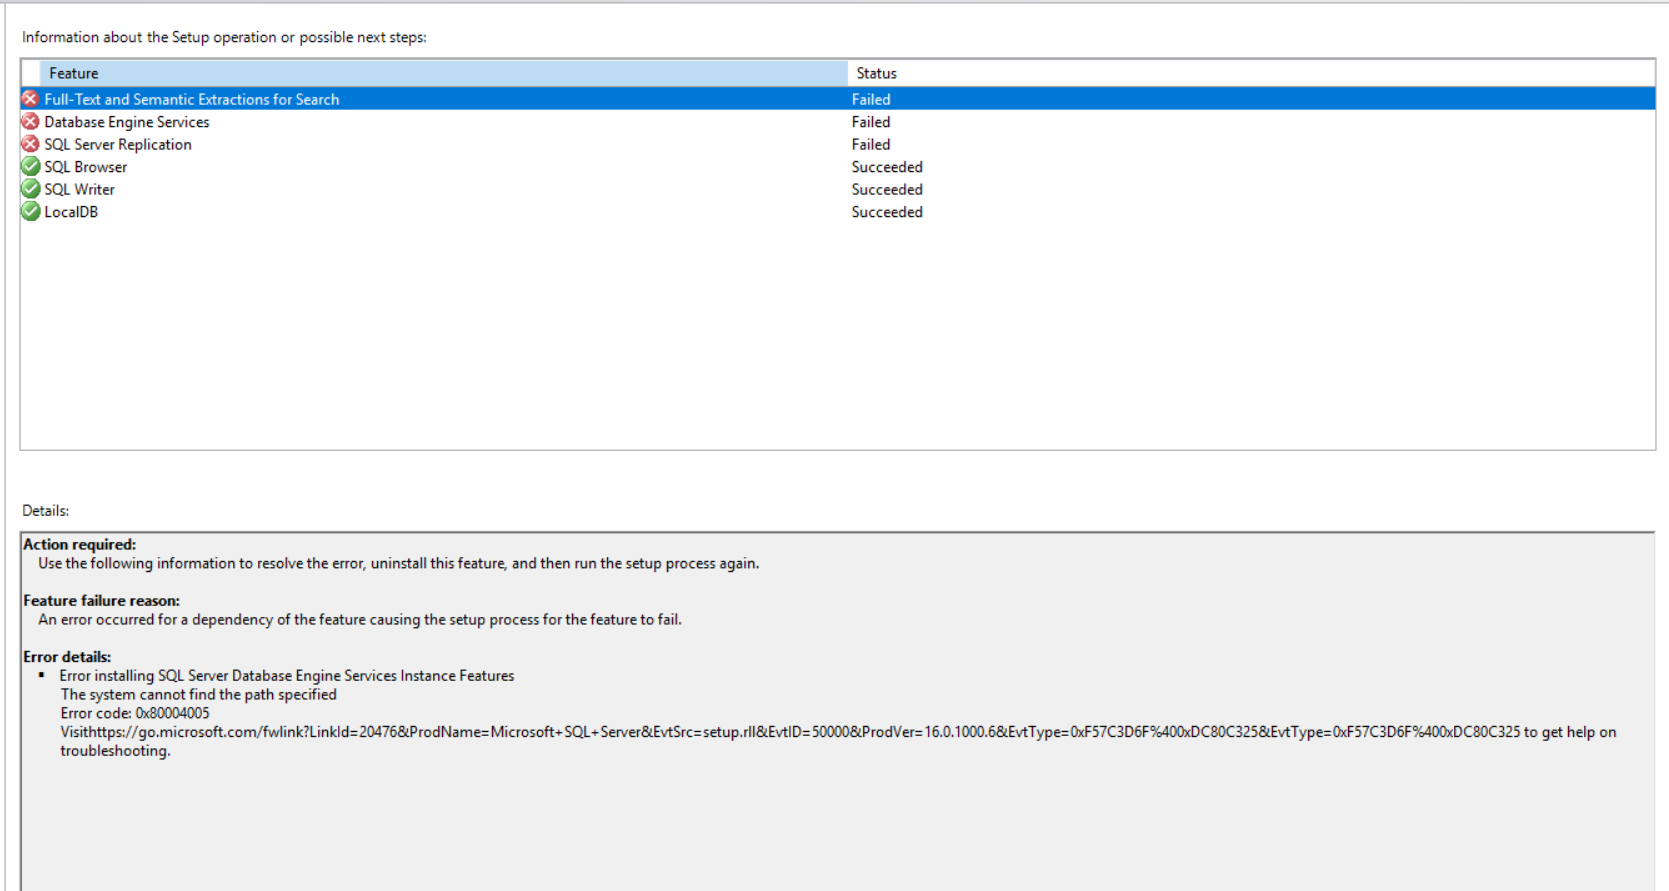 Information about the Setup operation or possible next steps:
Feature Status
Full-Text and Semantic Extractions for Search Failed
Database Engine Services Failed
SQL Server Replication Failed
SQL Browser Succeeded
SQL Writer Succeeded
LocalDB Succeeded
Details:
Action required:
Use the following information to resolve the error, uninstall this feature, and then run the setup process again.
Feature failure reason:
An error occurred for a dependency of the feature causing the setup process for the feature to fail.
Error details:
▪ Error installing SQL Server Database Engine Services Instance Features
The system cannot find the path specified
Error code: 0x80004005
Visithttps://go.microsoft.com/fwlink?LinkId=20476&ProdName=Microsoft+SQL+Server&EvtSrc=setup.rll&EvtID=50000&ProdVer=16.0.1000.6&EvtType=0xF57C3D6F%400xDC80C325&EvtType=0xF57C3D6F%400xDC80C325 to get help on
troubleshooting.